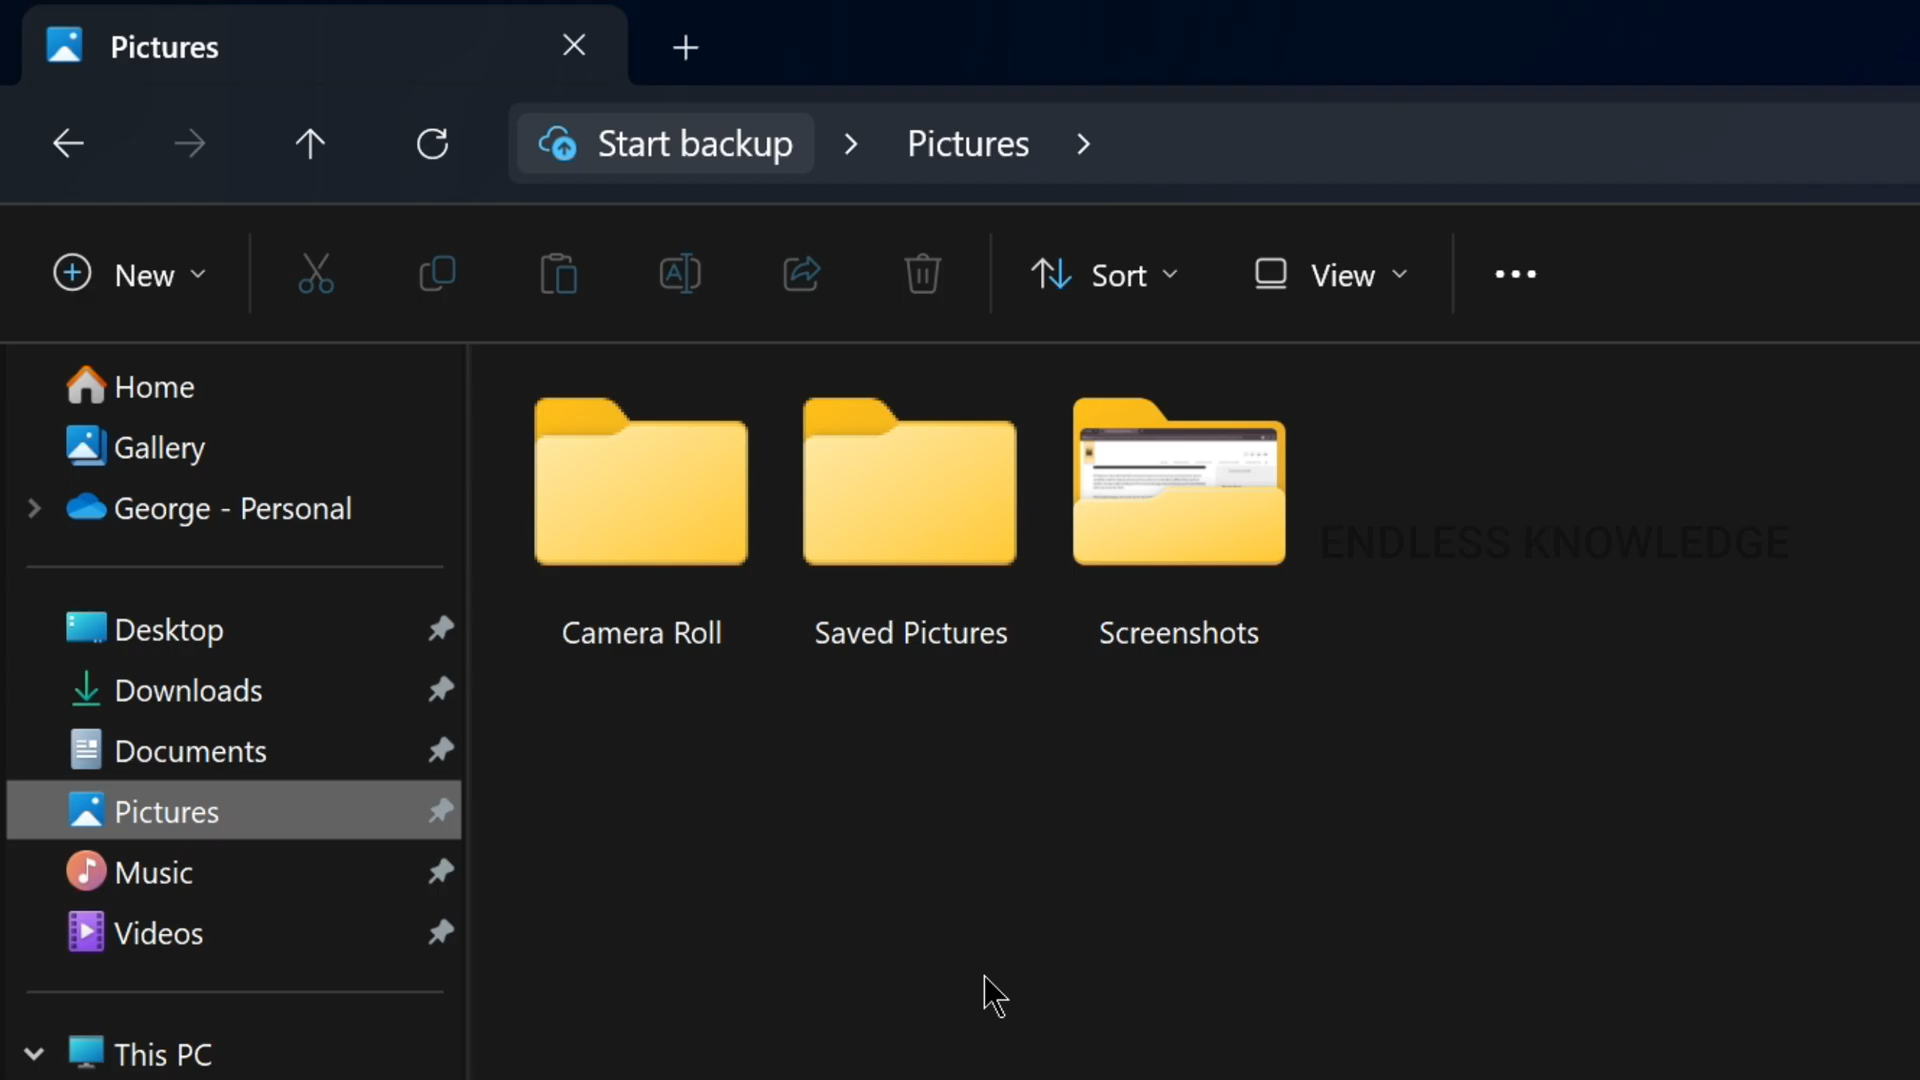 Pictures
Start backup > Pictures >
New
Sort
View
Home
Gallery
George - Personal
Desktop
Downloads
Documents
Pictures
Music
Videos
This PC
Camera Roll
Saved Pictures
Screenshots
ENDLESS KNOWLEDGE